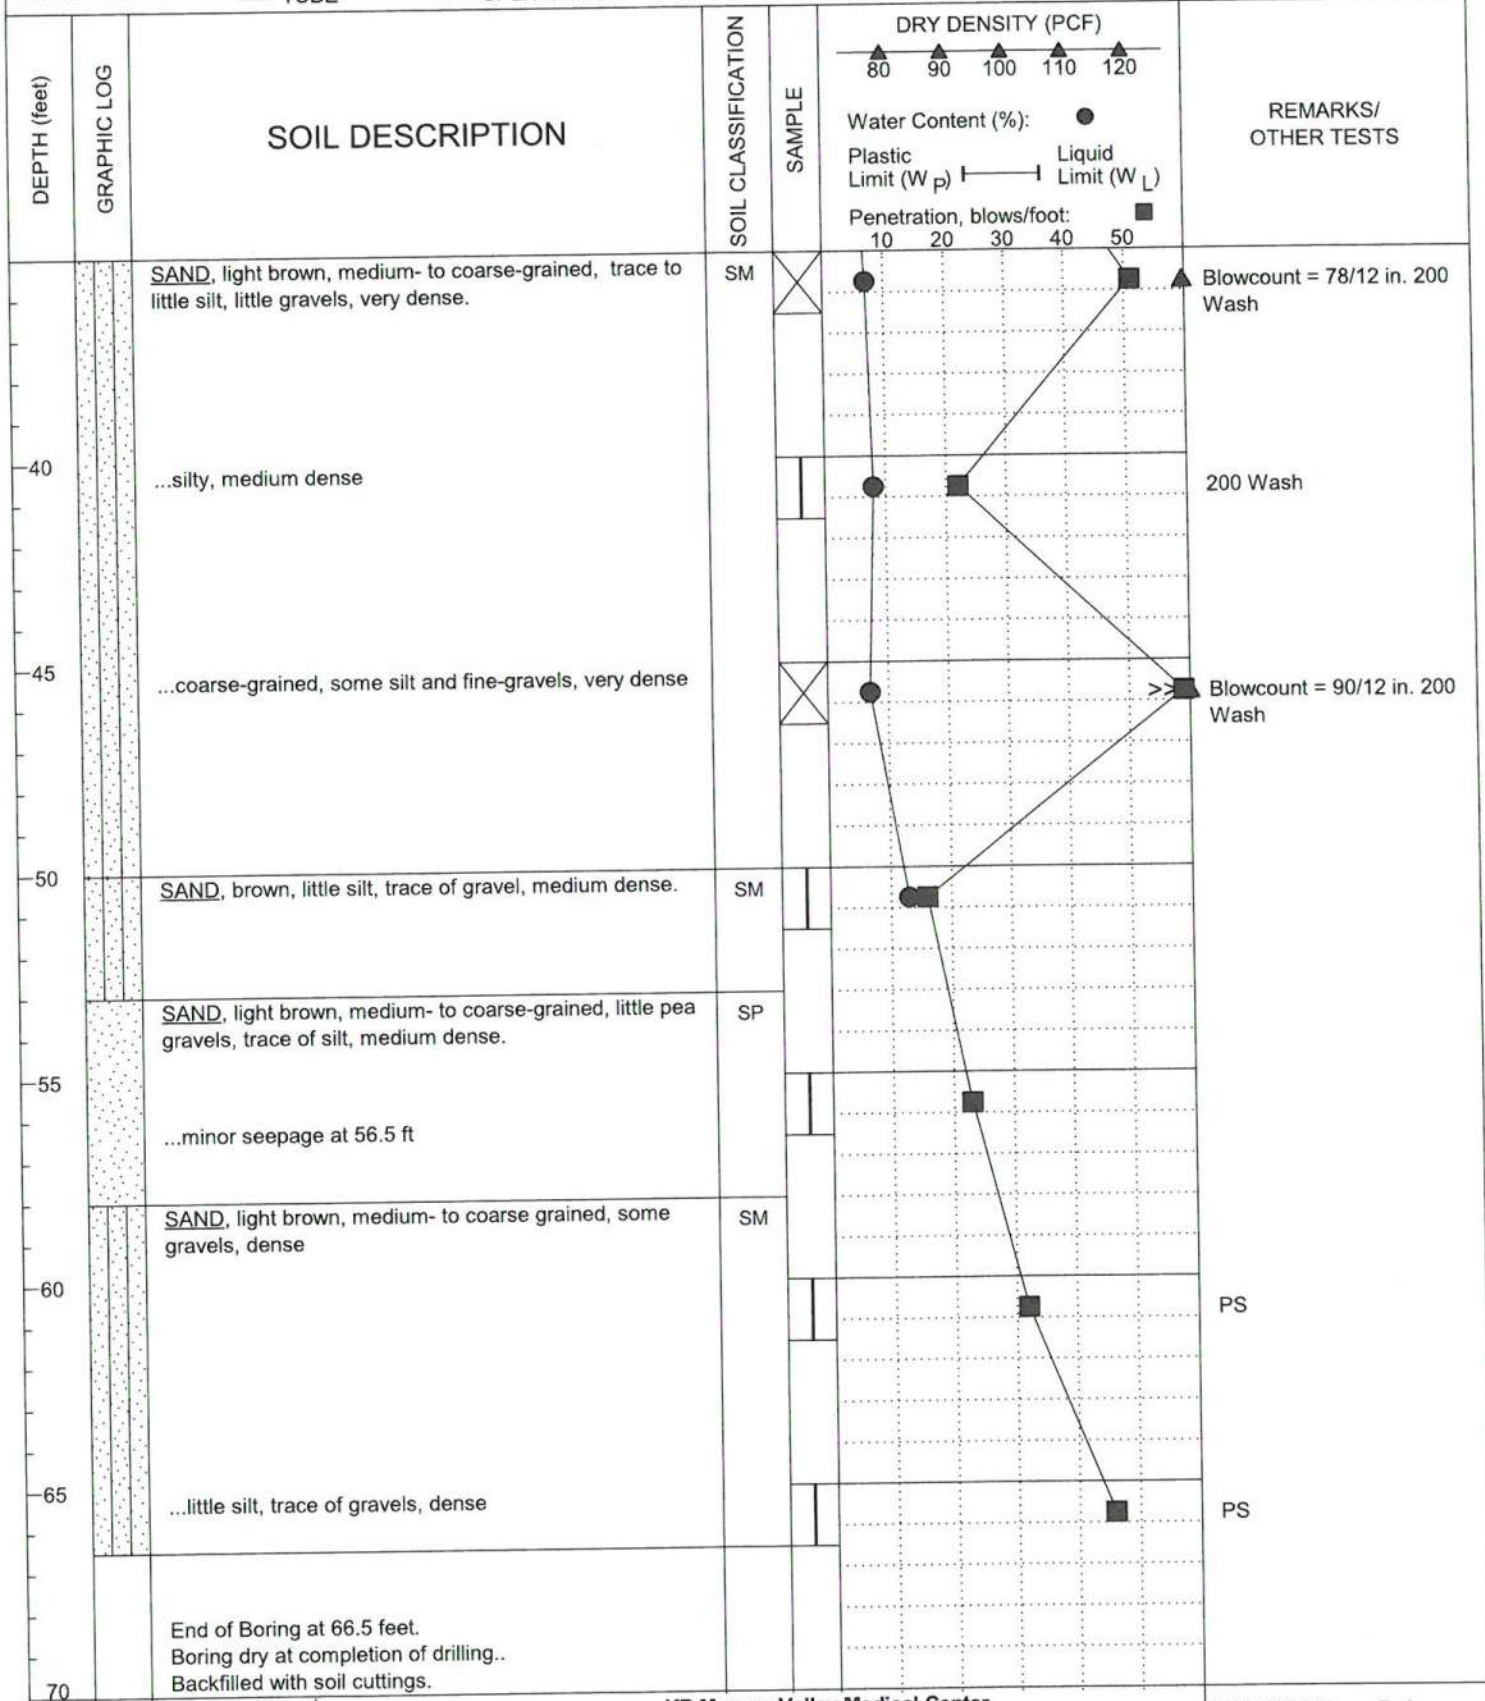 TUBE
DEPTH (feet)
GRAPHIC LOG
SOIL DESCRIPTION
SOIL CLASSIFICATION
SAMPLE
DRY DENSITY (PCF)
80 90 100 110 120
Water Content (%):
Plastic Liquid
Limit (W P) Limit (W L)
Penetration, blows/foot:
10 20 30 40 50
REMARKS/
OTHER TESTS
SAND, light brown, medium- to coarse-grained, trace to SM Blowcount = 78/12 in. 200
little silt, little gravels, very dense. Wash
40 ...silty, medium dense 200 Wash
45 ...coarse-grained, some silt and fine-gravels, very dense >> Blowcount = 90/12 in. 200
Wash
50 SAND, brown, little silt, trace of gravel, medium dense. SM
SAND, light brown, medium- to coarse-grained, little pea SP
gravels, trace of silt, medium dense.
55
...minor seepage at 56.5 ft
SAND, light brown, medium- to coarse grained, some SM
gravels, dense
60 PS
65 ...little silt, trace of gravels, dense PS
End of Boring at 66.5 feet.
Boring dry at completion of drilling..
Backfilled with soil cuttings.
70
Valley Medical Center